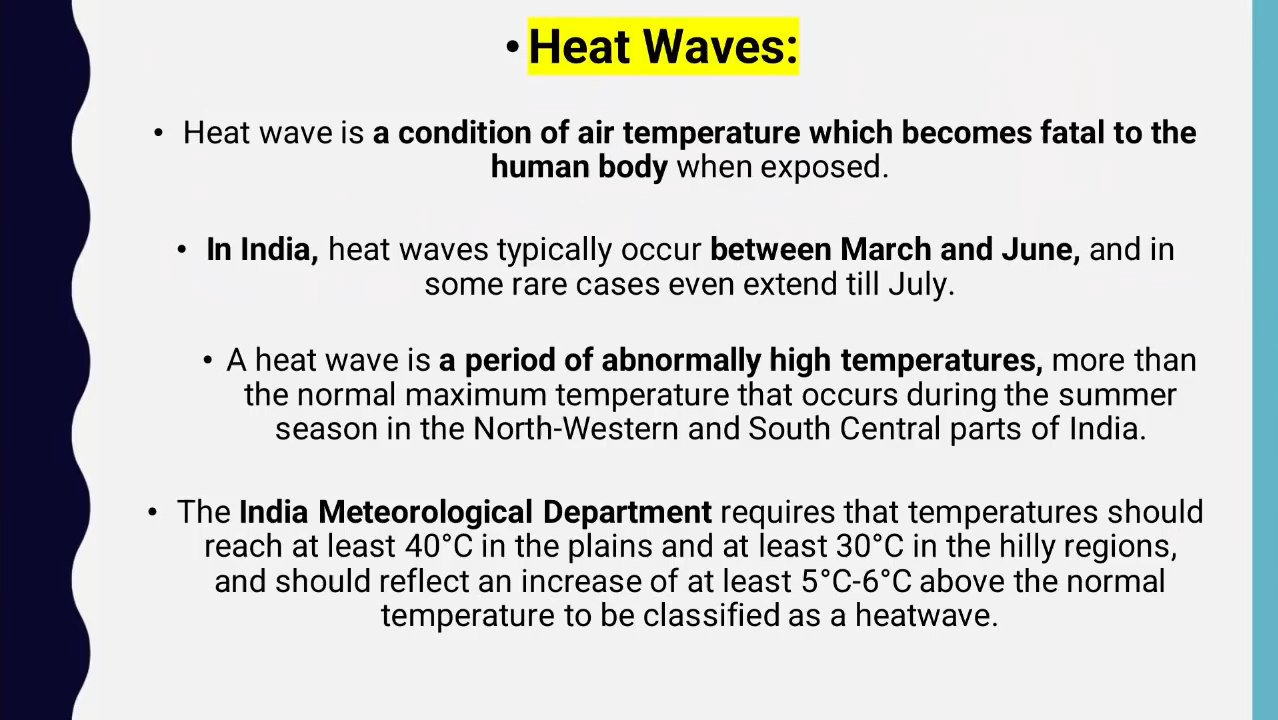 • Heat Waves:
• Heat wave is a condition of air temperature which becomes fatal to the
human body when exposed.
• In India, heat waves typically occur between March and June, and in
some rare cases even extend till July.
• A heat wave is a period of abnormally high temperatures, more than
the normal maximum temperature that occurs during the summer
season in the North-Western and South Central parts of India.
• The India Meteorological Department requires that temperatures should
reach at least 40°C in the plains and at least 30°C in the hilly regions,
and should reflect an increase of at least 5°C-6°C above the normal
temperature to be classified as a heatwave.